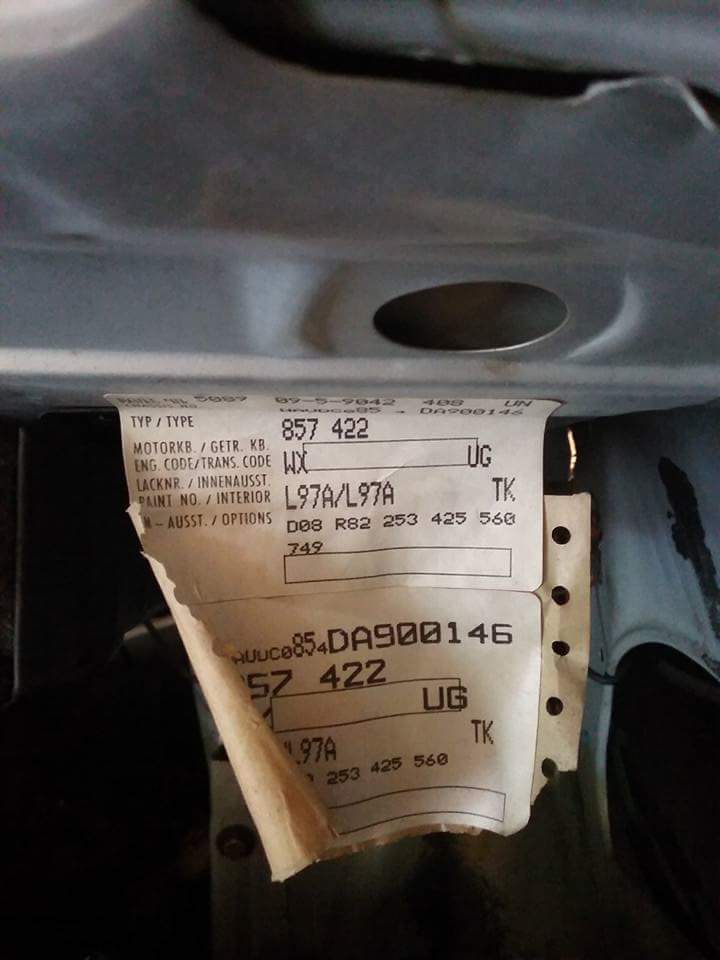 5087 09-5-9042 408 UN
DA900146
TYP / TYPE 857 422
MOTORKB. / GETR. KB.
ENG. CODE/TRANS. CODE WX UG
LACKNR. / INNENAUSST.
PAINT NO. / INTERIOR L97A/L97A TK
- AUSST. / OPTIONS D08 R82 253 425 560
749
DA900146
57 422
UG
L97A TK
253 425 560